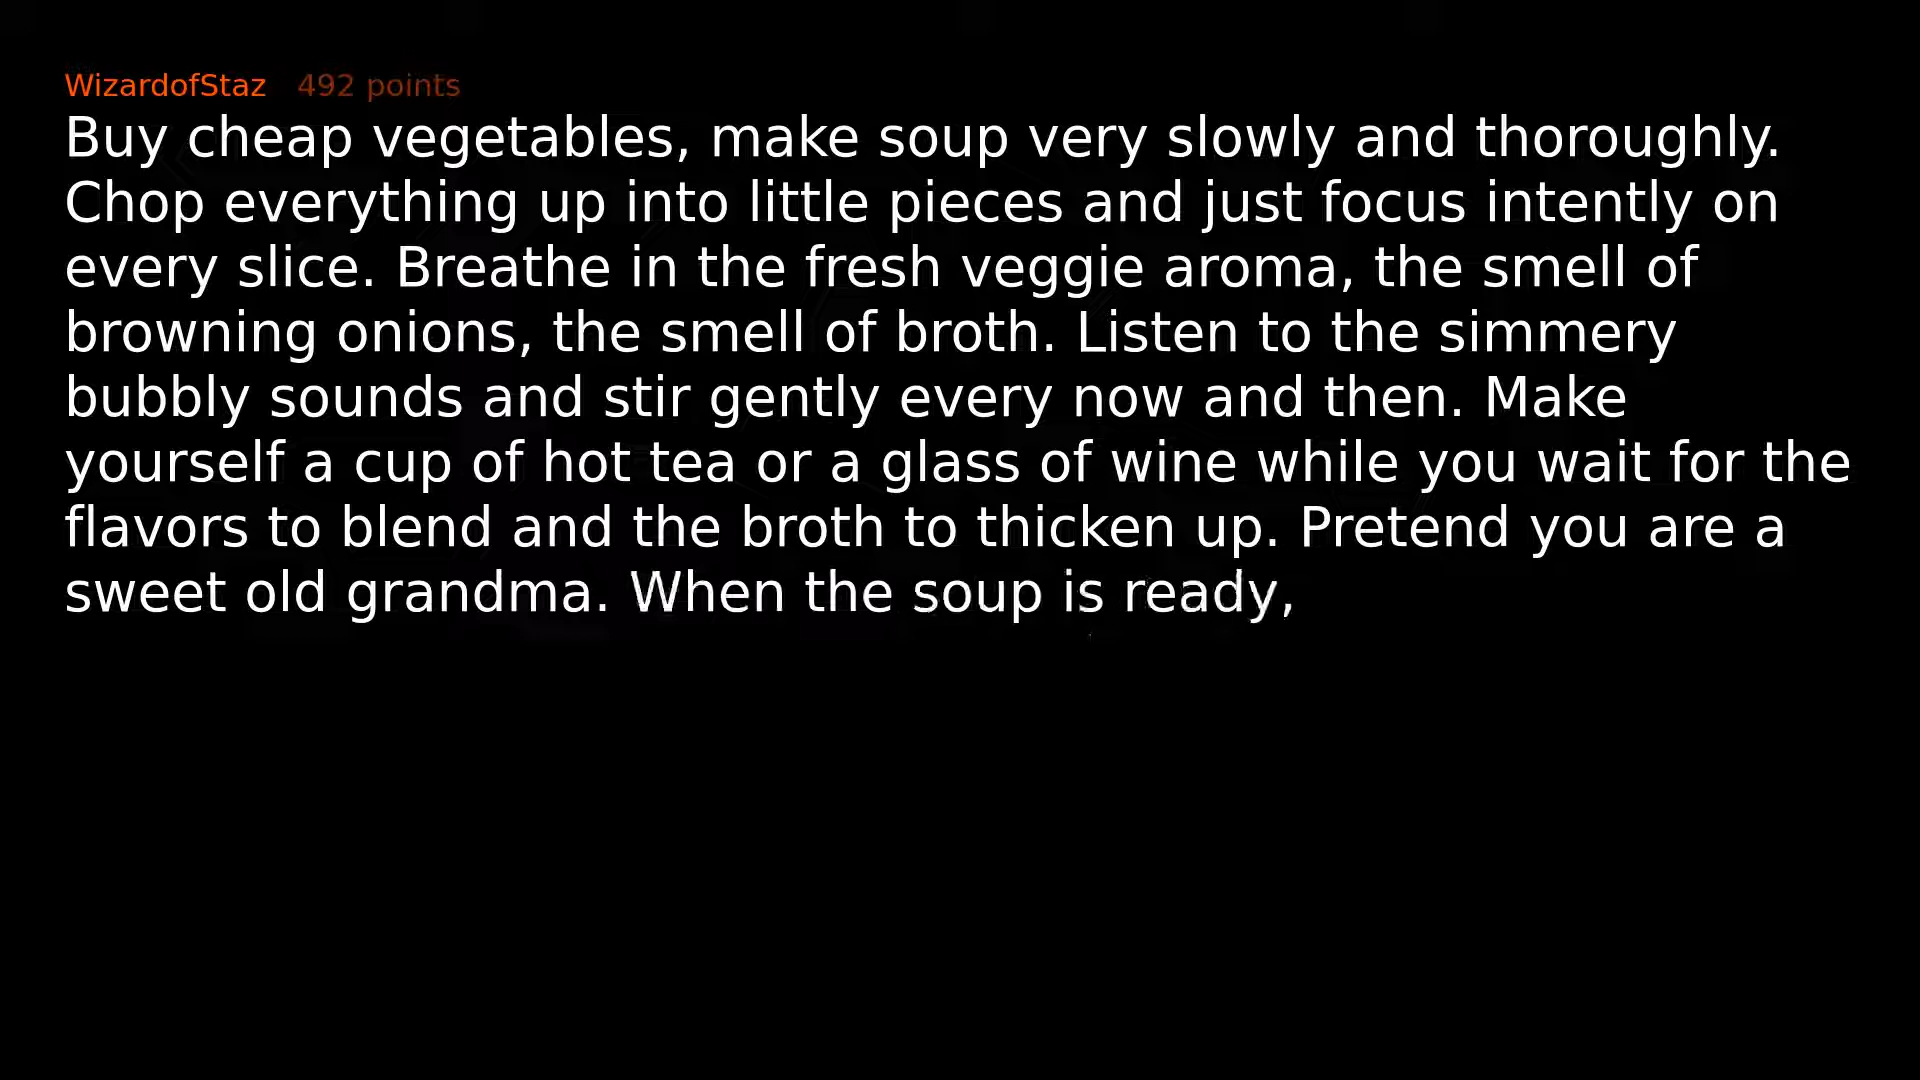 WizardofStaz 492 points
Buy cheap vegetables, make soup very slowly and thoroughly.
Chop everything up into little pieces and just focus intently on
every slice. Breathe in the fresh veggie aroma, the smell of
browning onions, the smell of broth. Listen to the simmery
bubbly sounds and stir gently every now and then. Make
yourself a cup of hot tea or a glass of wine while you wait for the
flavors to blend and the broth to thicken up. Pretend you are a
sweet old grandma. When the soup is ready,